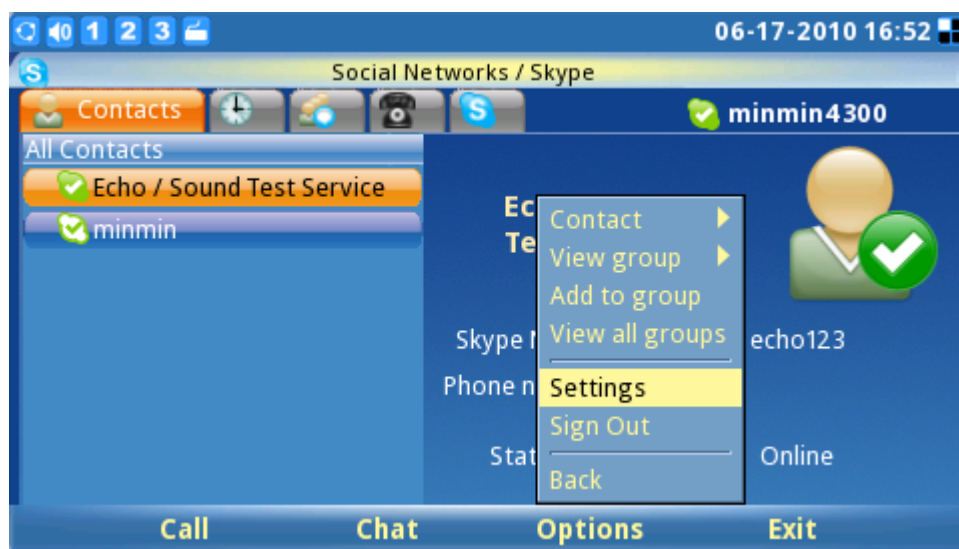 1 2 3 06-17-2010 16:52
Social Networks / Skype
Contacts minmin4300
All Contacts
Echo / Sound Test Service
minmin
Ec
Te
Contact
View group
Add to group
View all groups
Skype echo123
Phone n
Settings
Sign Out
Stat Online
Back
Call Chat Options Exit